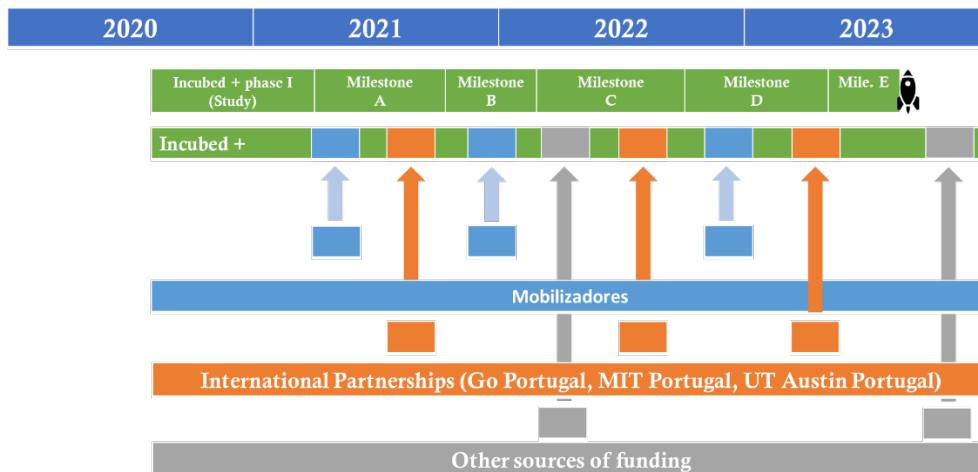 2020 2021 2022 2023
Incubed + phase I Milestone Milestone Milestone Milestone Mile. E
(Study) A B C D
Incubed +
Mobilizadores
International Partnerships (Go Portugal, MIT Portugal, UT Austin Portugal)
Other sources of funding